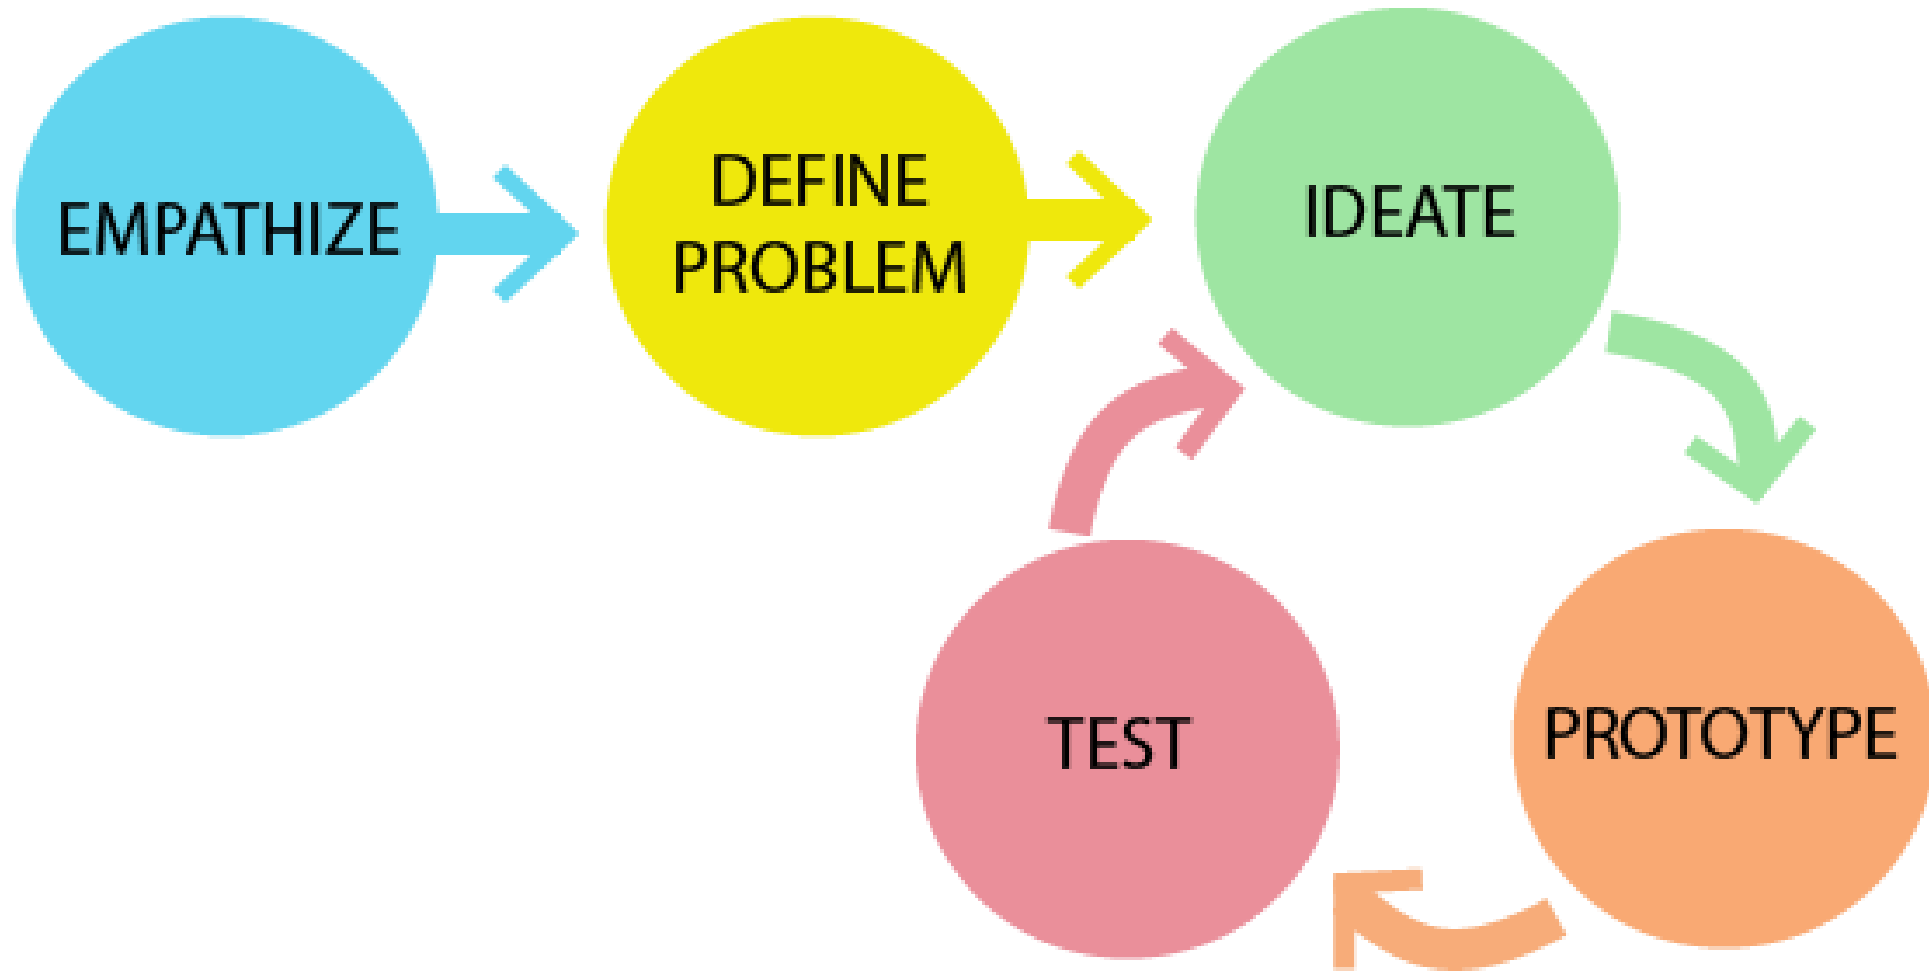 EMPATHIZE
DEFINE
PROBLEM
IDEATE
PROTOTYPE
TEST